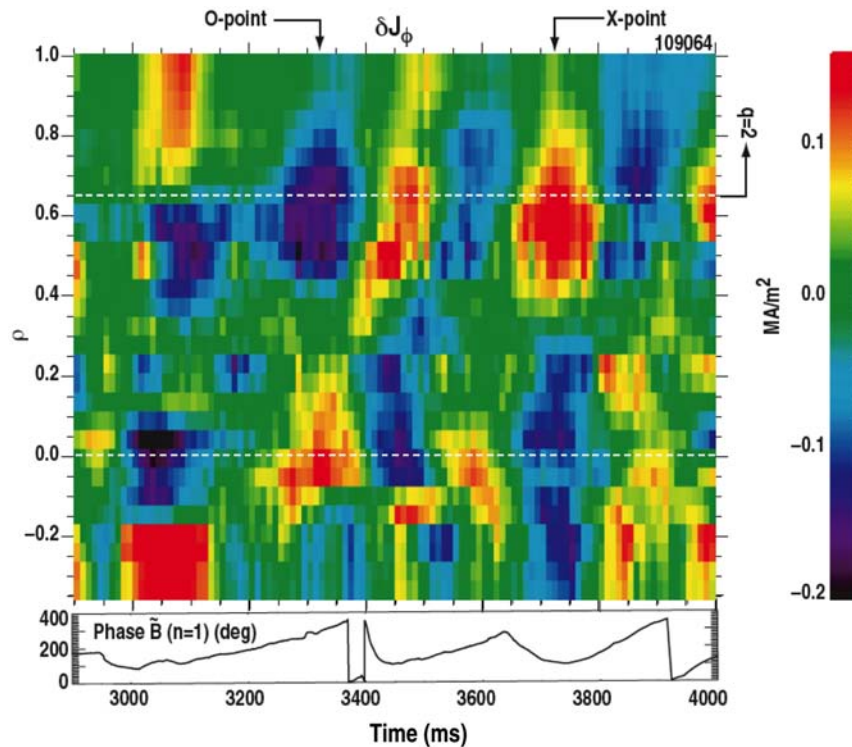 O-point
δJϕ
X-point
109064
1.0
0.8
0.6
0.4
0.2
0.0
−0.2
ρ
q=2
0.1
0.0
−0.1
−0.2
MA/m²
400
200
0
Phase B̃ (n=1) (deg)
3000 3200 3400 3600 3800 4000
Time (ms)